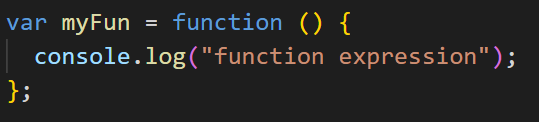 var myFun = function () {
  console.log("function expression");
};